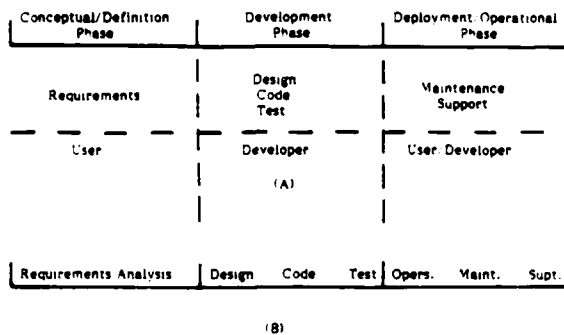 Conceptual/Definition Phase
Development Phase
Deployment/Operational Phase
Requirements
Design
Code
Test
Maintenance
Support
User
Developer
User/Developer
(A)
Requirements Analysis
Design Code Test
Opers. Maint. Supt.
(B)